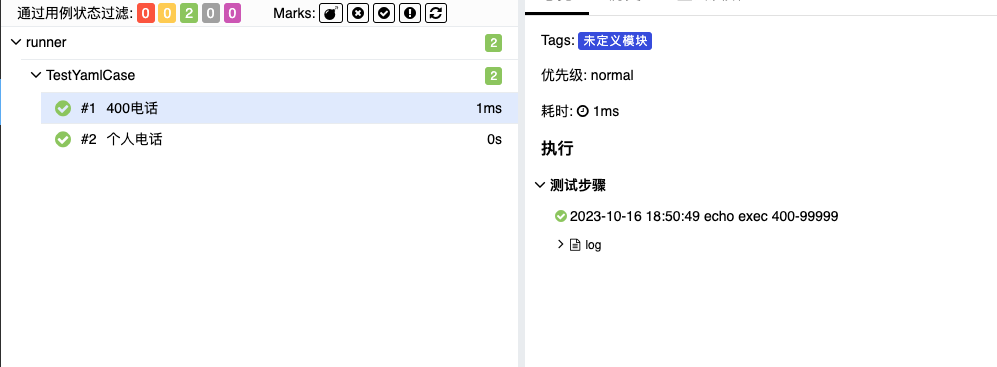 通过用例状态过滤: 0 0 2 0 0 Marks:
runner 2
TestYamlCase 2
#1 400电话 1ms
#2 个人电话 0s
Tags: 未定义模块
优先级: normal
耗时: 1ms
执行
测试步骤
2023-10-16 18:50:49 echo exec 400-99999
log